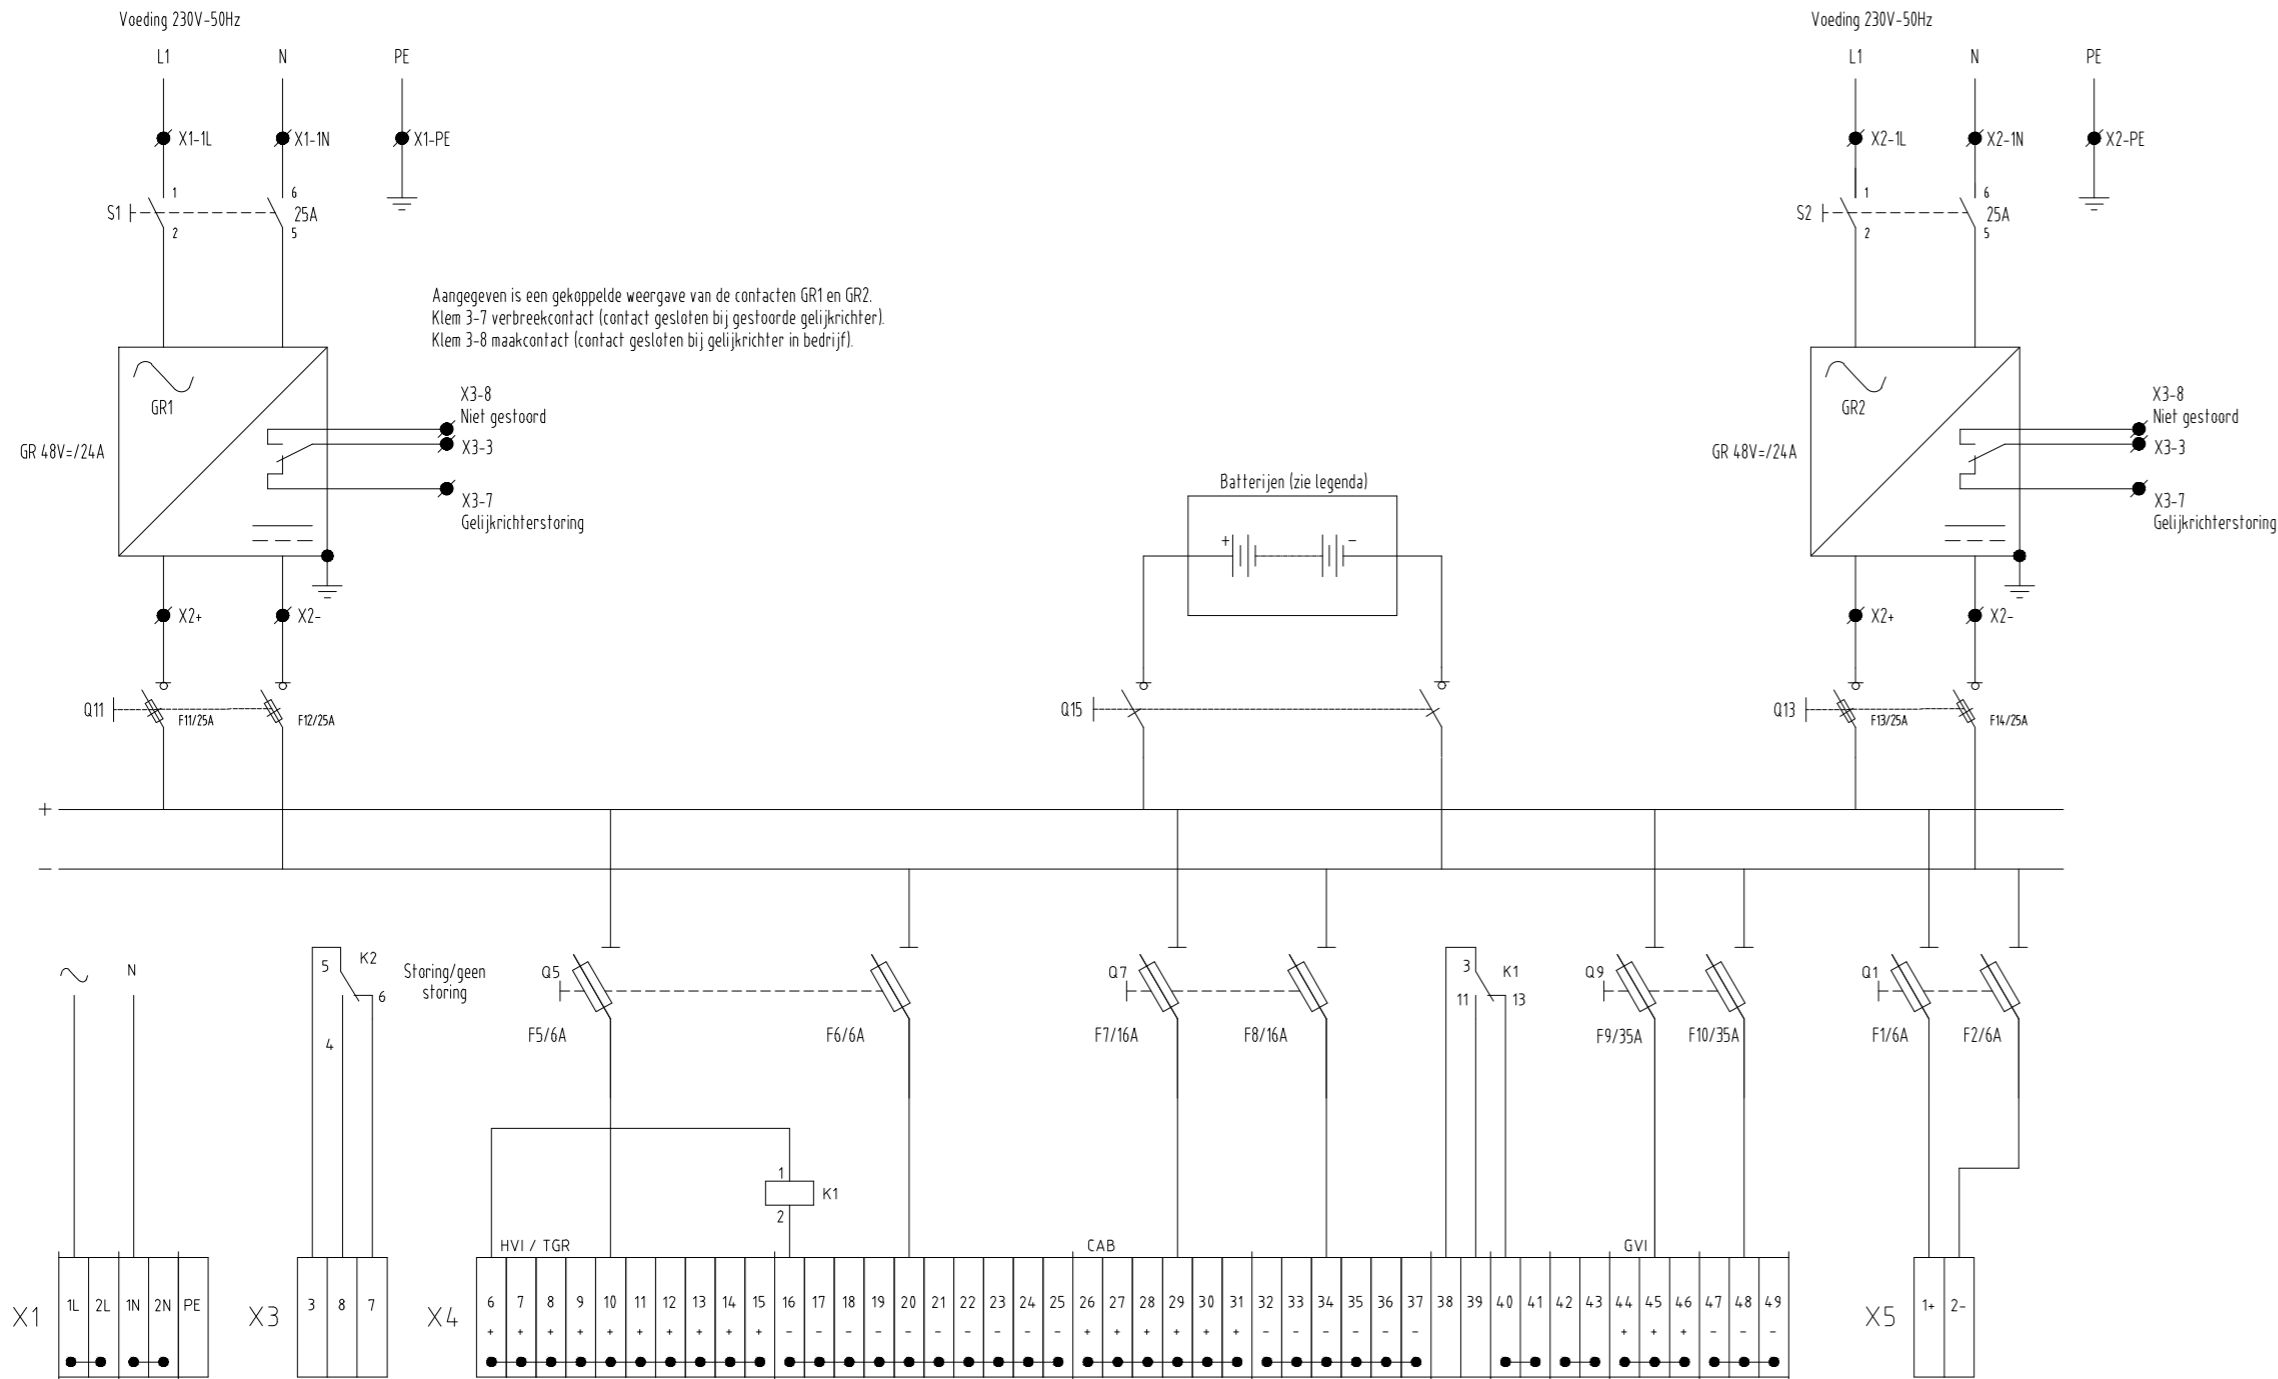 Voeding 230V-50Hz
Voeding 230V-50Hz
L1 N PE
L1 N PE
X1-1L X1-1N X1-PE
X2-1L X2-1N X2-PE
S1 1 2 6 5 25A
S2 1 2 6 5 25A
Aangegeven is een gekoppelde weergave van de contacten GR1 en GR2.
Klem 3-7 verbreekcontact (contact gesloten bij gestoorde gelijkrichter).
Klem 3-8 maakcontact (contact gesloten bij gelijkrichter in bedrijf).
GR1
GR 48V=/24A
X3-8
Niet gestoord
X3-3
X3-7
Gelijkrichterstoring
GR2
GR 48V=/24A
X3-8
Niet gestoord
X3-3
X3-7
Gelijkrichterstoring
Batterijen (zie legenda)
+ -
X2+ X2-
X2+ X2-
Q11 F11/25A F12/25A
Q15
Q13 F13/25A F14/25A
+
-
N
5 K2 6 4
Storing/geen
storing
Q5 F5/6A F6/6A
Q7 F7/16A F8/16A
3 K1 11 13
Q9 F9/35A F10/35A
Q1 F1/6A F2/6A
1 K1 2
HVI / TGR
CAB
GVI
X1 1L 2L 1N 2N PE
X3 3 8 7
X4 6 7 8 9 10 11 12 13 14 15 16 17 18 19 20 21 22 23 24 25 26 27 28 29 30 31 32 33 34 35 36 37 38 39 40 41 42 43 44 45 46 47 48 49
+ + + + + + + + + + - - - - - - - - - - + + + + + + - - - - - - + + + - - -
X5 1+ 2-